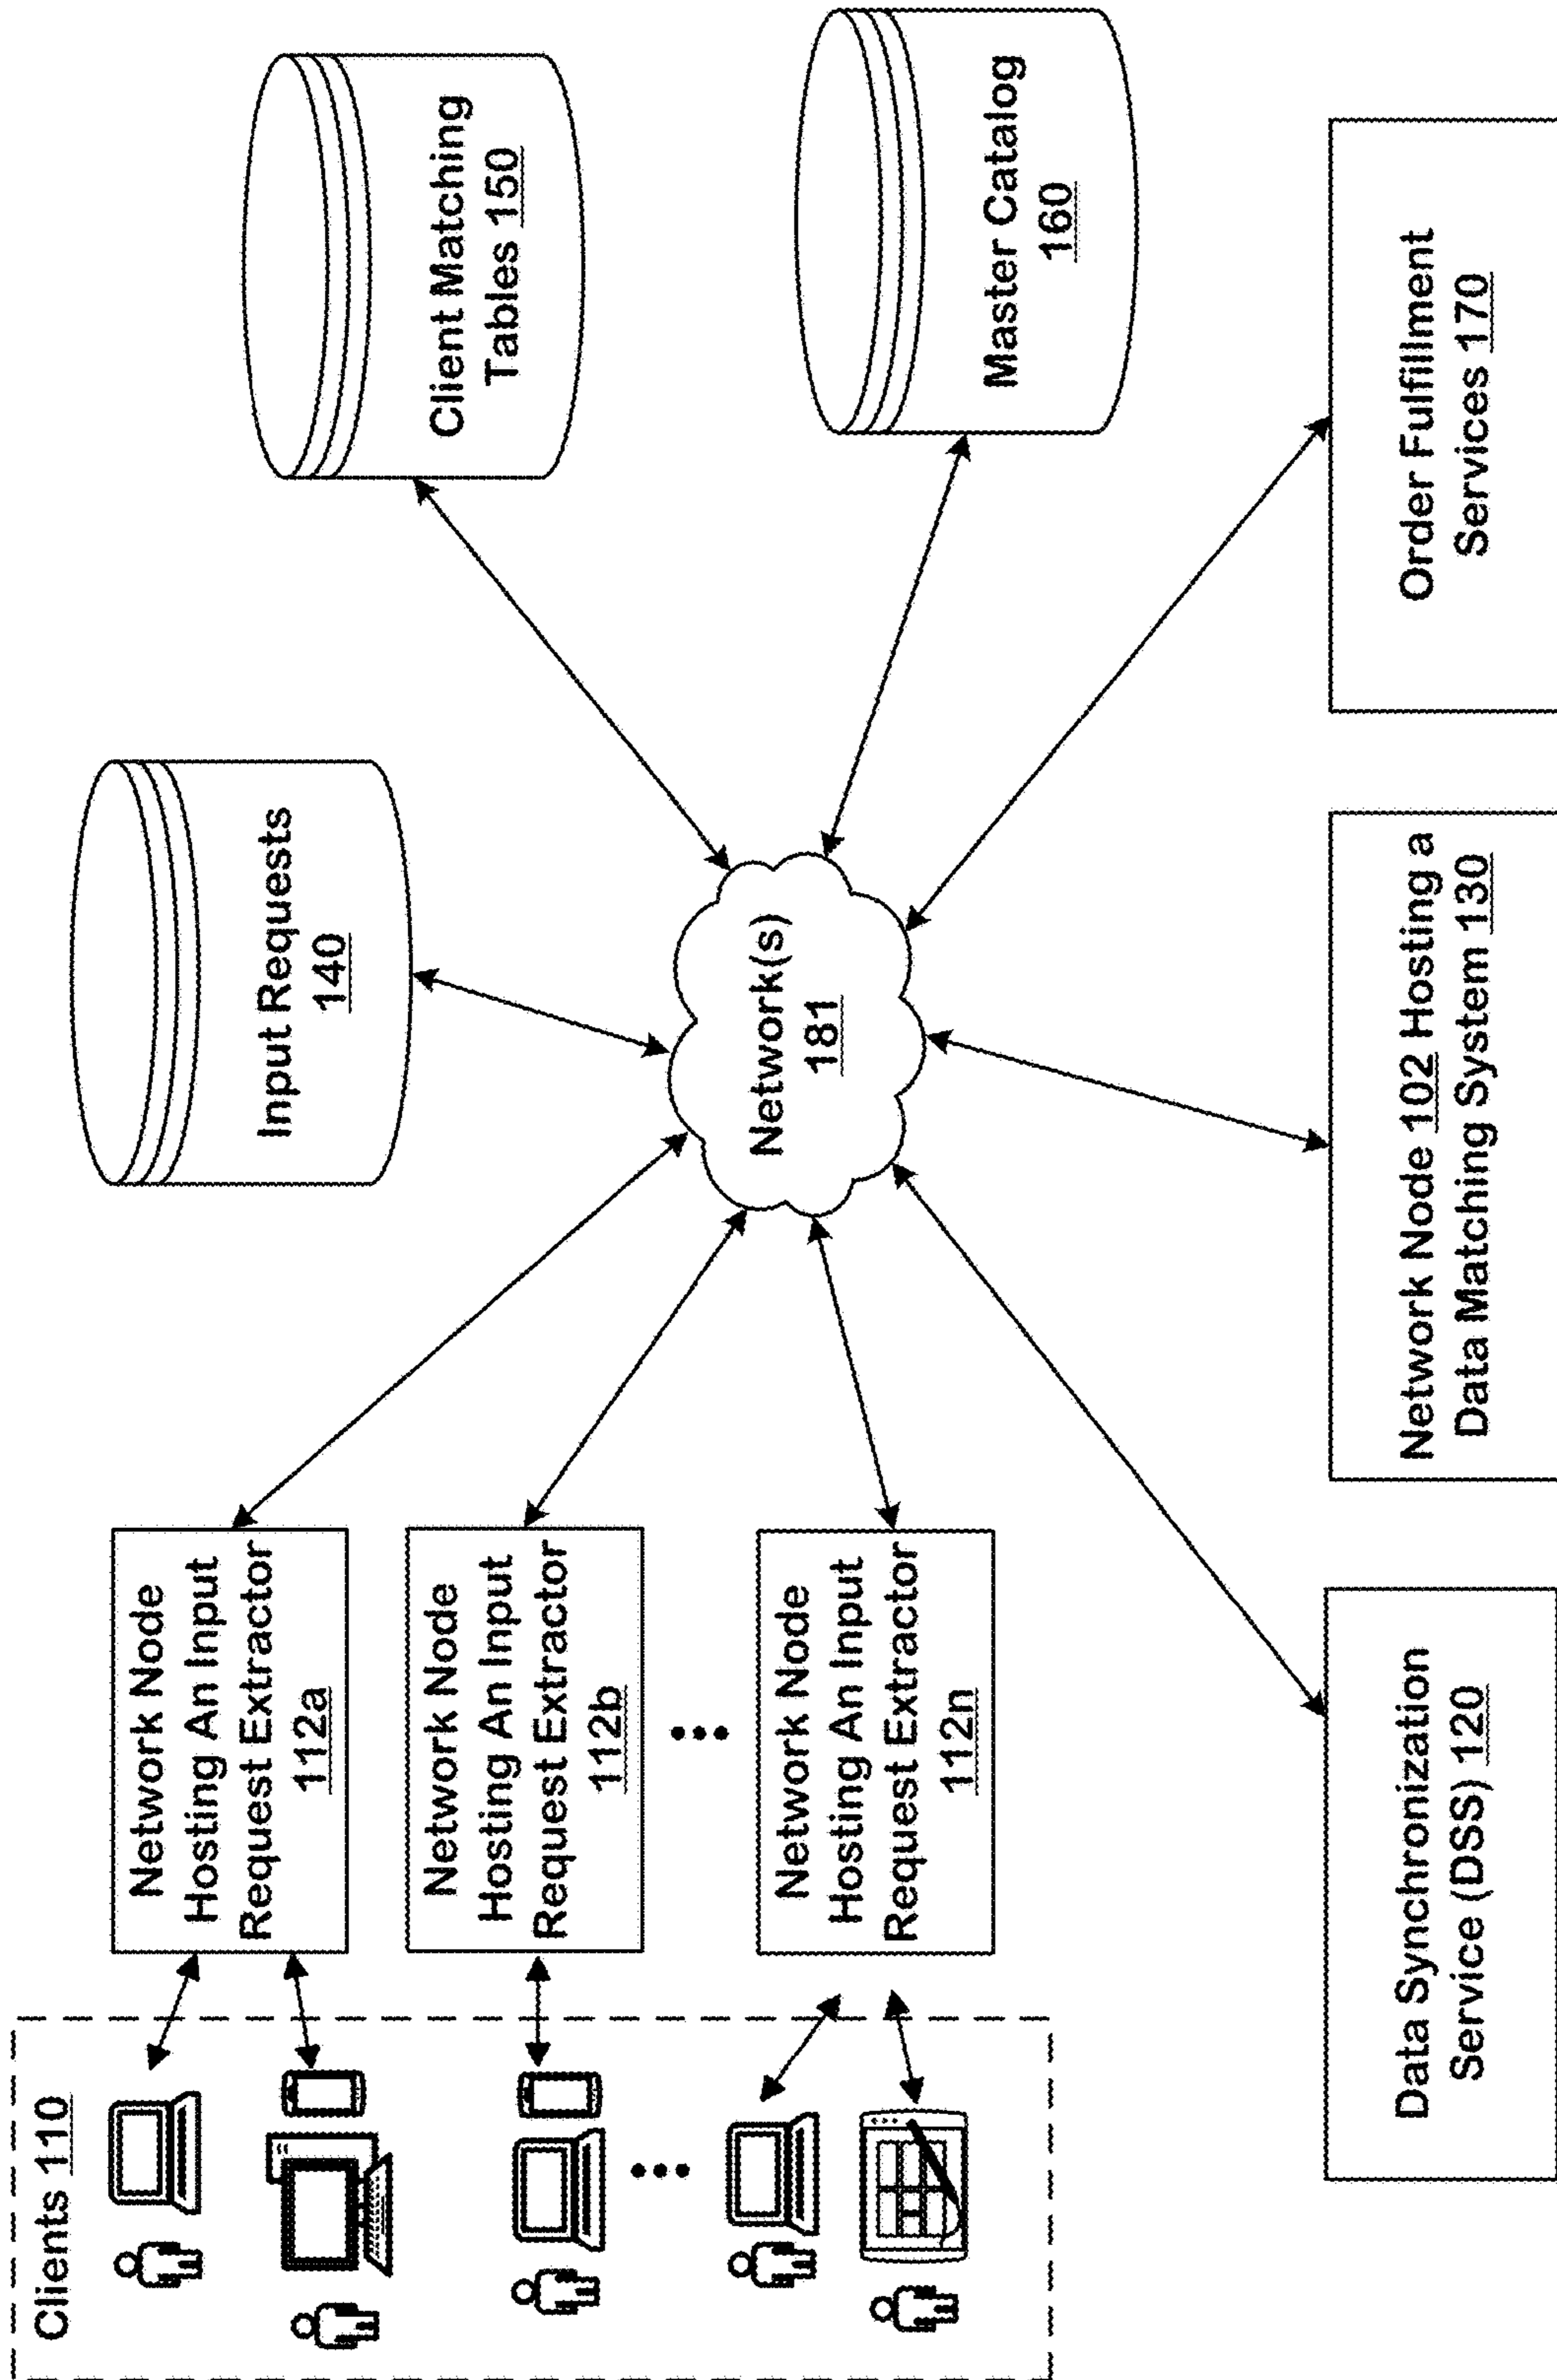 Clients 110
Network Node
Hosting An Input
Request Extractor
112a
Network Node
Hosting An Input
Request Extractor
112b
Network Node
Hosting An Input
Request Extractor
112n
Input Requests
140
Client Matching
Tables 150
Network(s)
181
Master Catalog
160
Data Synchronization
Service (DSS) 120
Network Node 102 Hosting a
Data Matching System 130
Order Fulfillment
Services 170